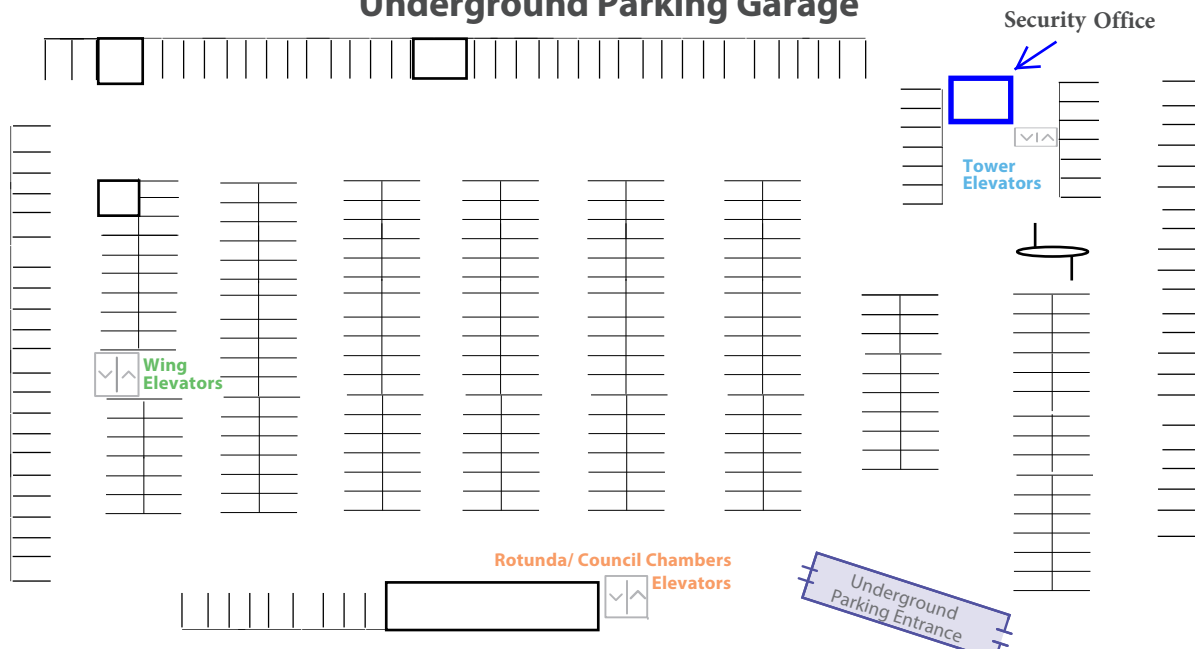 Underground Parking Garage
Security Office
Tower
Elevators
Wing
Elevators
Rotunda/ Council Chambers
Elevators
Underground
Parking Entrance